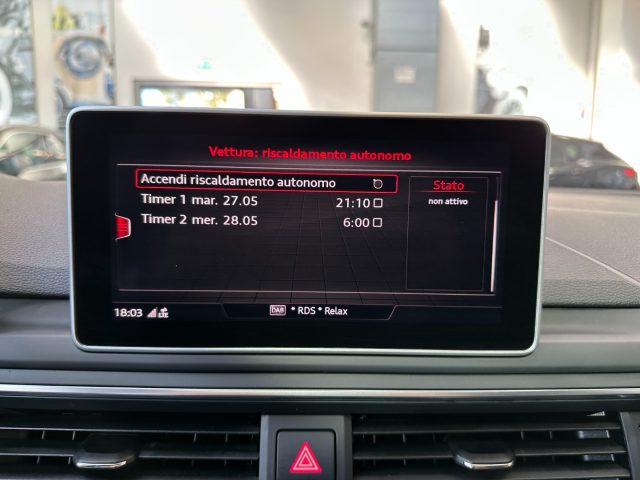 Vettura: riscaldamento autonomo
Accendi riscaldamento autonomo
Stato
Timer 1 mar. 27.05 21:10
non attivo
Timer 2 mer. 28.05 6:00
18:03 LTE DAB * RDS * Relax